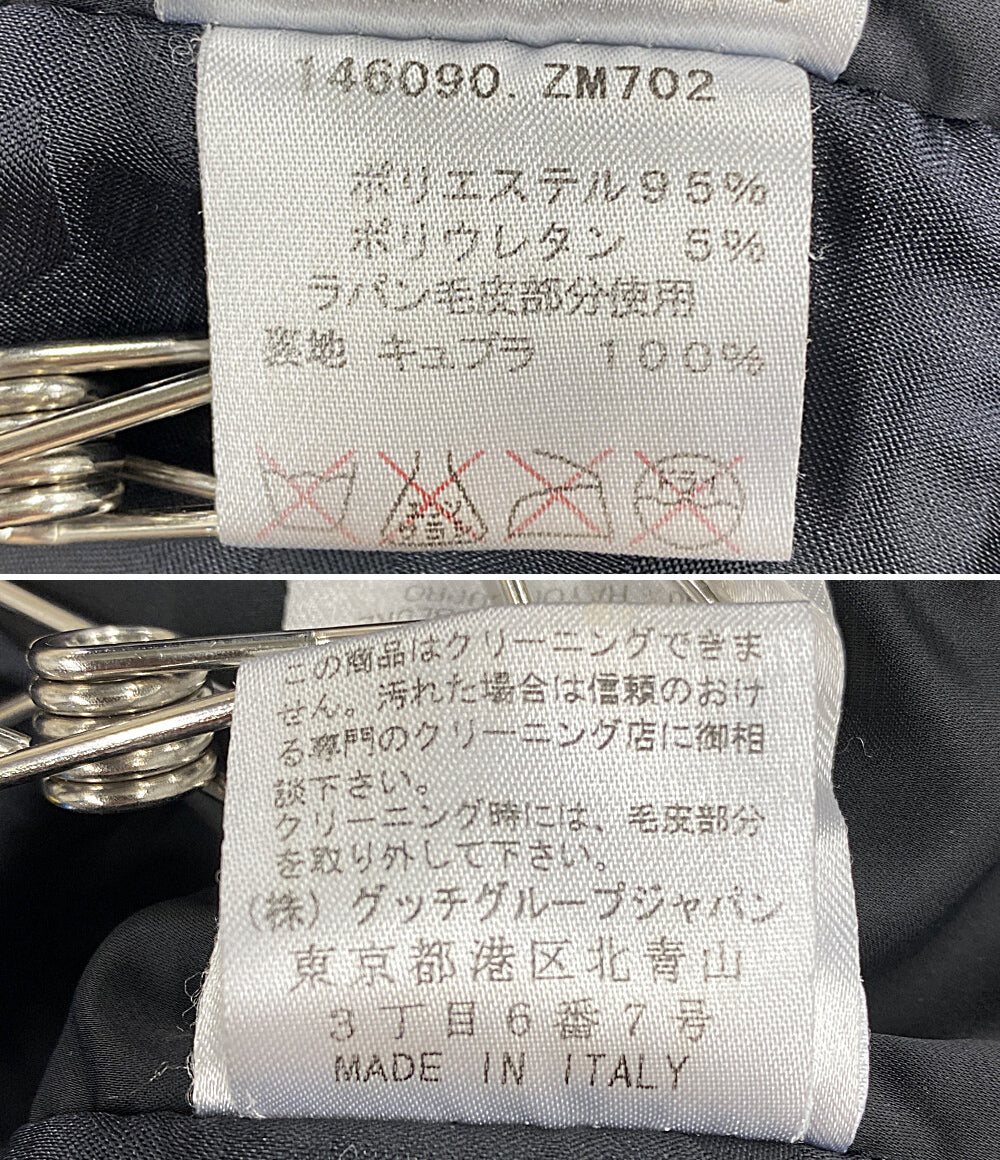 146090. ZM702
ポリエステル95%
ポリウレタン 5%
ラパン毛皮部分使用
裏地 キュプラ 100%
エンソ
この商品はクリーニングできま
せん。汚れた場合は信頼のおけ
る専門のクリーニング店に御相
談下さい。
クリーニング時には、毛皮部分
を取り外して下さい。
(株) グッチグループジャパン
東京都港区北青山
3丁目6番7号
MADE IN ITALY